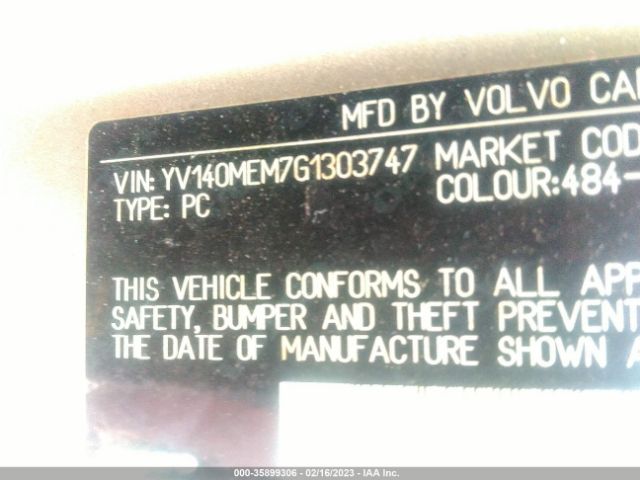 MFD BY VOLVO CA
VIN: YV140MEM7G1303747 MARKET COD
TYPE: PC COLOUR:484-
THIS VEHICLE CONFORMS TO ALL APP
SAFETY, BUMPER AND THEFT PREVENT
THE DATE OF MANUFACTURE SHOWN A
000-35899306 - 02/16/2023 - IAA Inc.